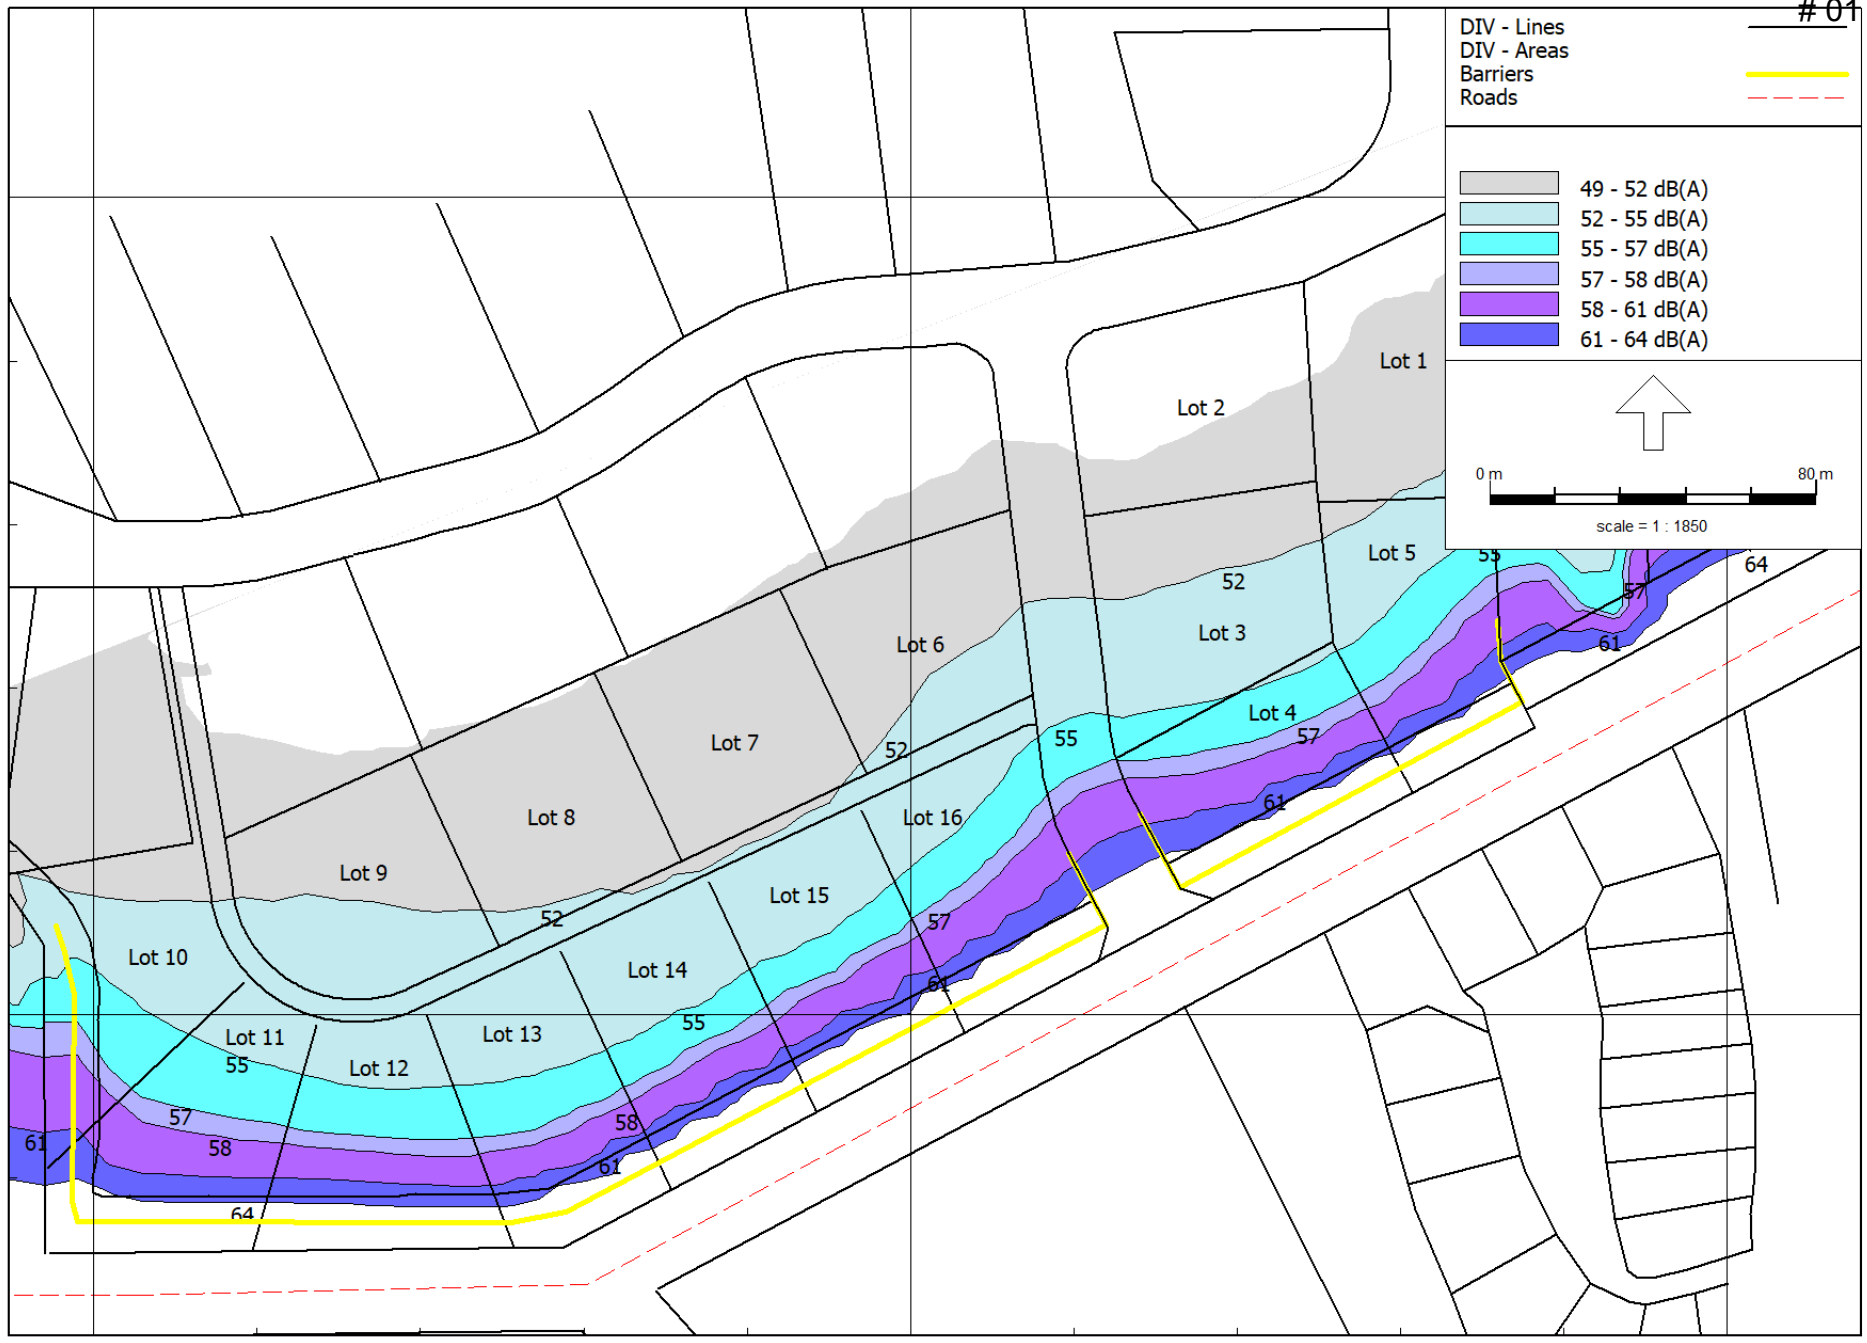 # 01
DIV - Lines
DIV - Areas
Barriers
Roads
49 - 52 dB(A)
52 - 55 dB(A)
55 - 57 dB(A)
57 - 58 dB(A)
58 - 61 dB(A)
61 - 64 dB(A)
0 m 80 m
scale = 1 : 1850
Lot 1
Lot 2
Lot 5
55
64
52
57
Lot 3
61
Lot 6
Lot 4
57
55
Lot 7
52
61
Lot 8
Lot 16
Lot 9
Lot 15
52
57
Lot 10
Lot 14
61
55
Lot 11
Lot 13
55
Lot 12
57
58
61
58
61
64